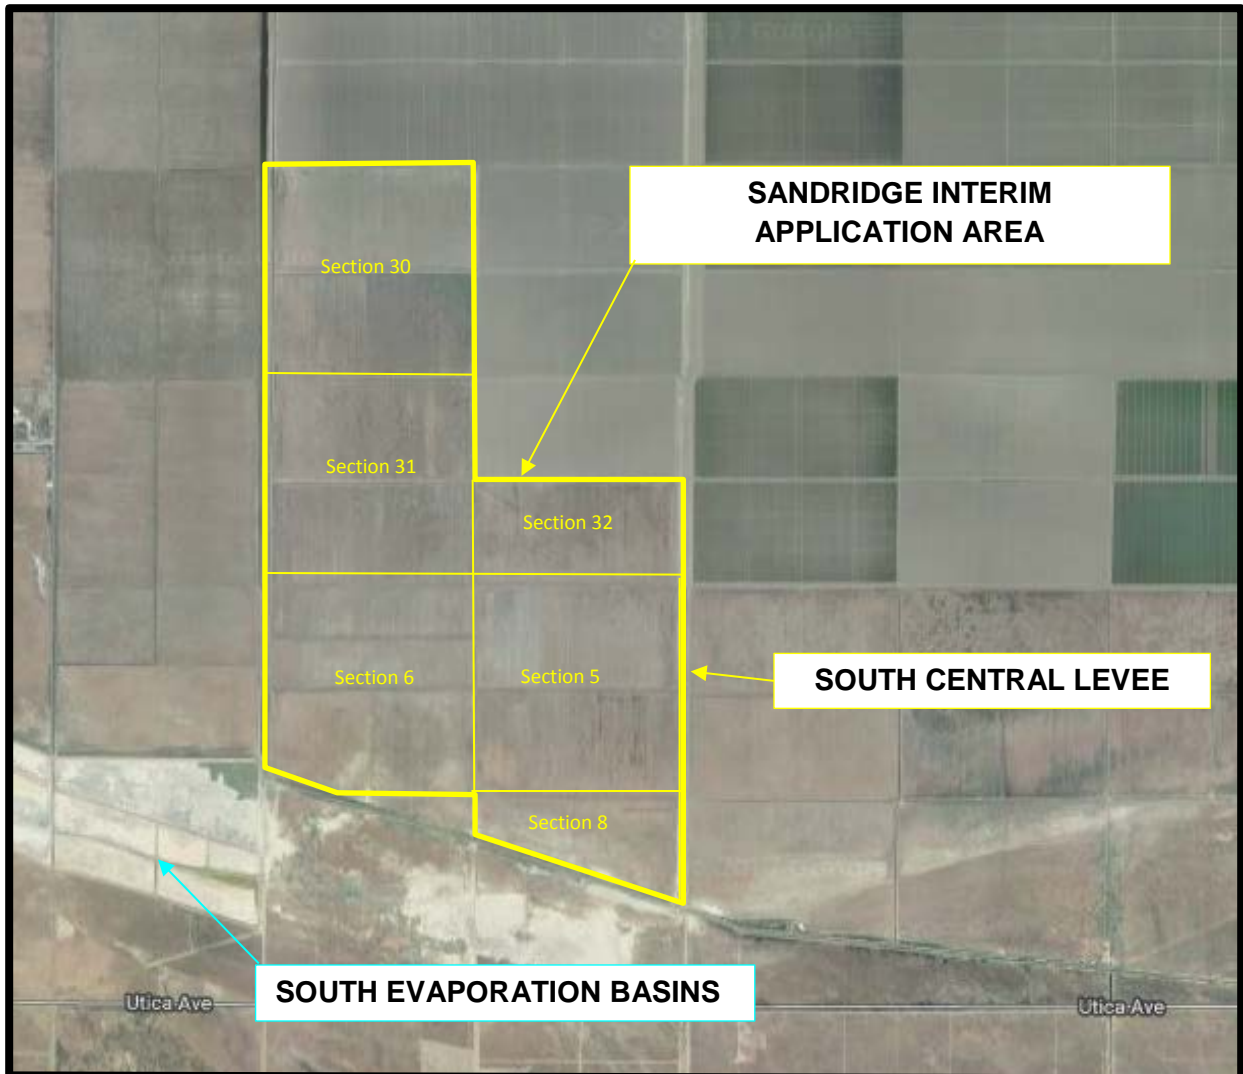 SANDRIDGE INTERIM
APPLICATION AREA
Section 30
Section 31
Section 32
Section 6
Section 5
SOUTH CENTRAL LEVEE
Section 8
SOUTH EVAPORATION BASINS
Utica Ave
Utica Ave